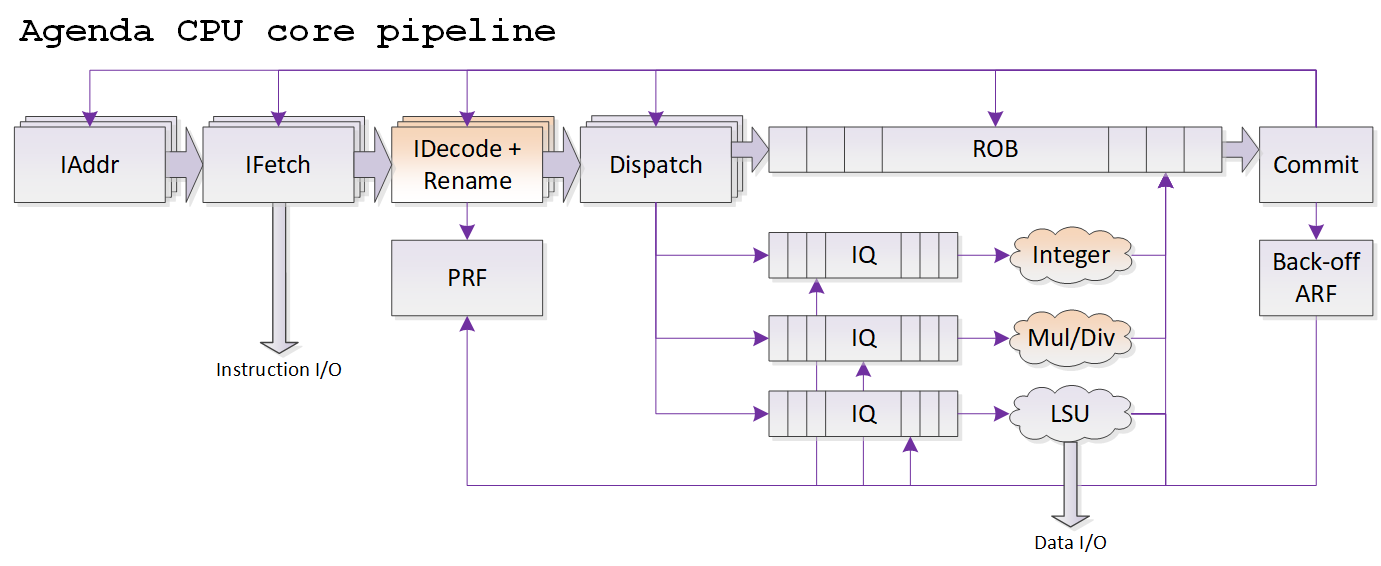 Agenda CPU core pipeline
IAddr
IFetch
IDecode +
Rename
Dispatch
ROB
Commit
PRF
IQ
Integer
Back-off
ARF
IQ
Mul/Div
Instruction I/O
IQ
LSU
Data I/O